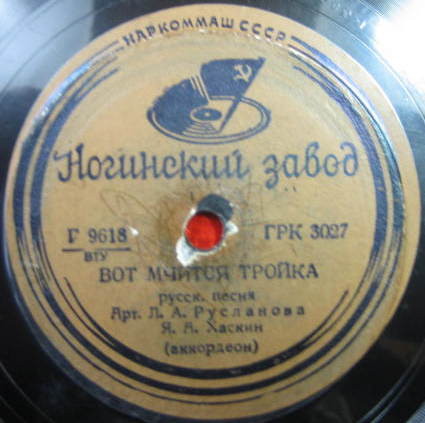 НАРКОММАШ СССР
Ногинский завод
Г 9618 ГРК 3027
ВТУ
ВОТ МЧИТСЯ ТРОЙКА
русск. песня
Арт. Л. А. Русланова
Я. А. Хаскин
(аккордеон)